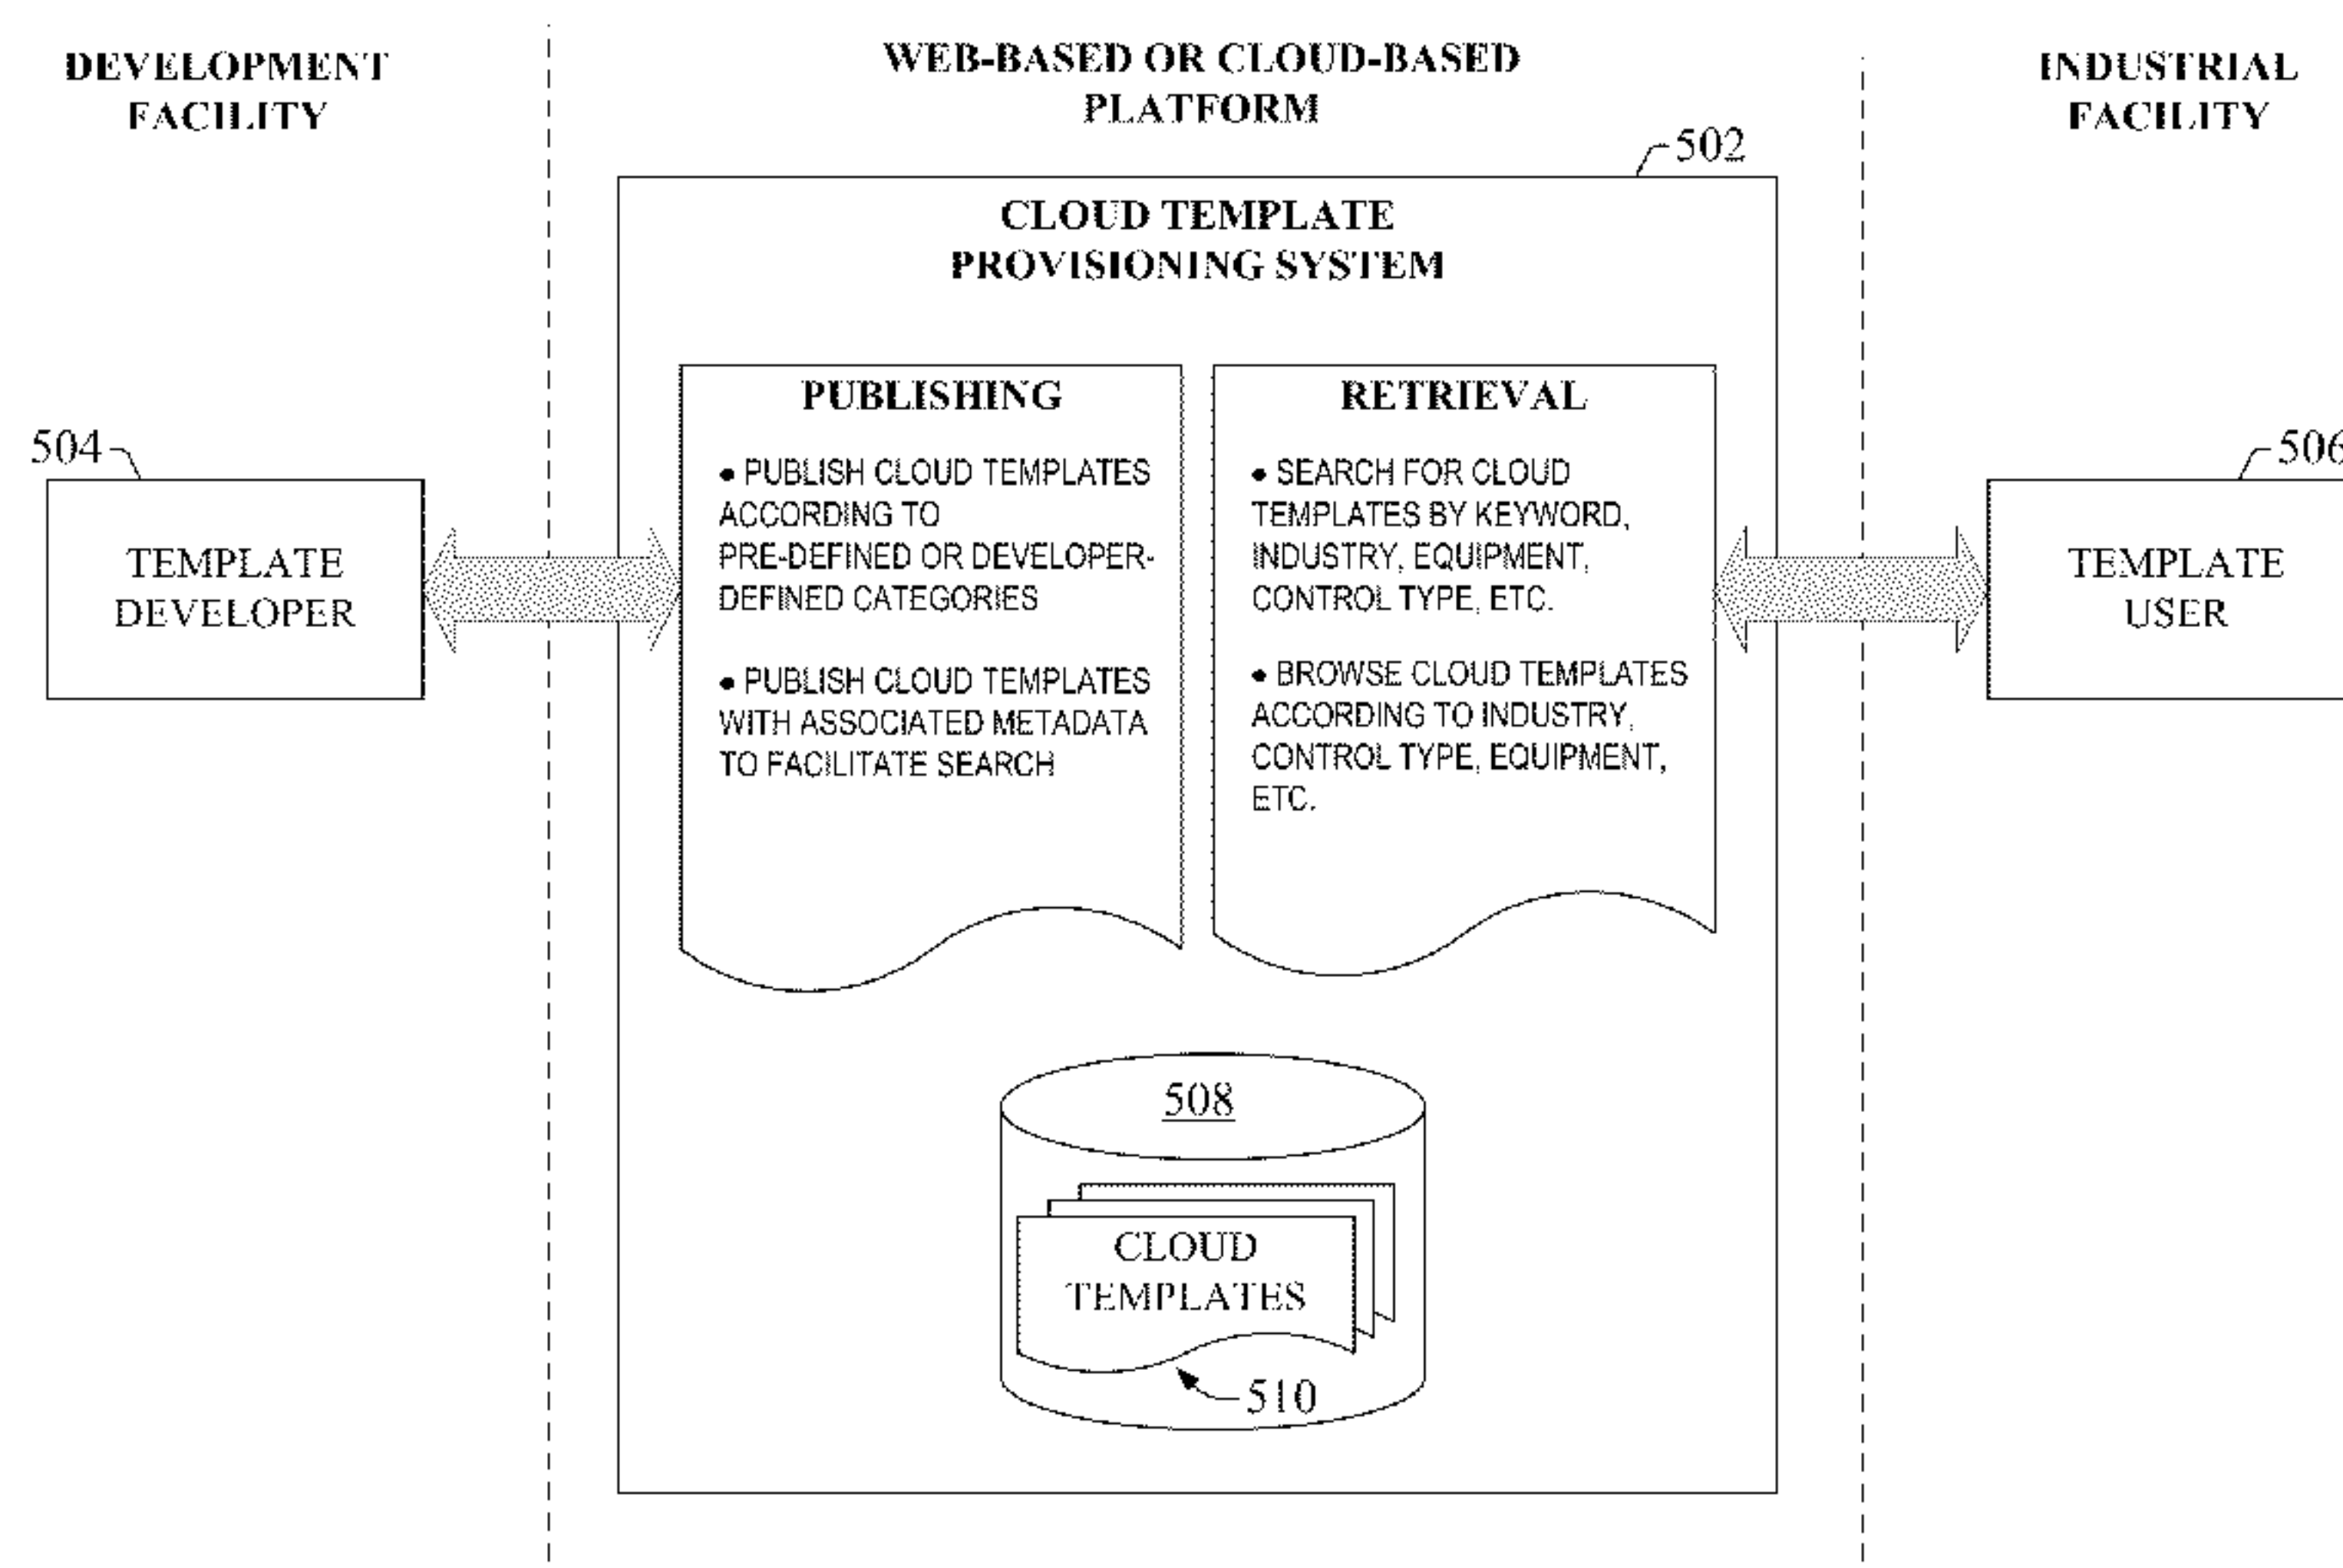 DEVELOPMENT
FACILITY
WEB-BASED OR CLOUD-BASED
PLATFORM
INDUSTRIAL
FACILITY
502
CLOUD TEMPLATE
PROVISIONING SYSTEM
504
TEMPLATE
DEVELOPER
PUBLISHING
• PUBLISH CLOUD TEMPLATES
ACCORDING TO
PRE-DEFINED OR DEVELOPER-
DEFINED CATEGORIES
• PUBLISH CLOUD TEMPLATES
WITH ASSOCIATED METADATA
TO FACILITATE SEARCH
RETRIEVAL
• SEARCH FOR CLOUD
TEMPLATES BY KEYWORD,
INDUSTRY, EQUIPMENT,
CONTROL TYPE, ETC.
• BROWSE CLOUD TEMPLATES
ACCORDING TO INDUSTRY,
CONTROL TYPE, EQUIPMENT,
ETC.
506
TEMPLATE
USER
508
CLOUD
TEMPLATES
510